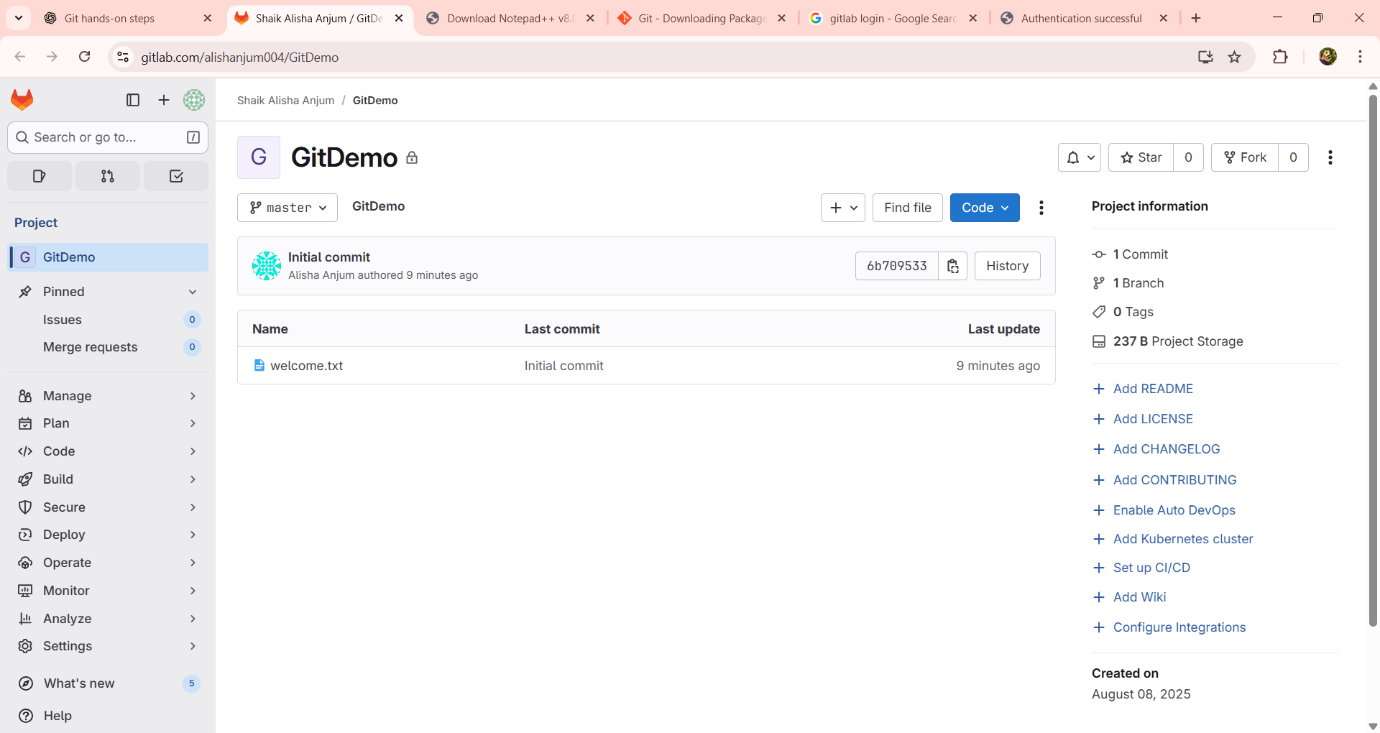 Git hands-on steps
Shaik Alisha Anjum / GitDe
Download Notepad++ v8.
Git - Downloading Package
gitlab login - Google Searc
Authentication successful
gitlab.com/alishanjum004/GitDemo
Search or go to... /
Project
G GitDemo
Pinned
Issues 0
Merge requests 0
Manage
Plan
Code
Build
Secure
Deploy
Operate
Monitor
Analyze
Settings
What's new 5
Help
Shaik Alisha Anjum / GitDemo
G GitDemo
Star 0 Fork 0
master GitDemo
Find file Code
Initial commit
Alisha Anjum authored 9 minutes ago
6b709533 History
Name Last commit Last update
welcome.txt Initial commit 9 minutes ago
Project information
1 Commit
1 Branch
0 Tags
237 B Project Storage
Add README
Add LICENSE
Add CHANGELOG
Add CONTRIBUTING
Enable Auto DevOps
Add Kubernetes cluster
Set up CI/CD
Add Wiki
Configure Integrations
Created on
August 08, 2025